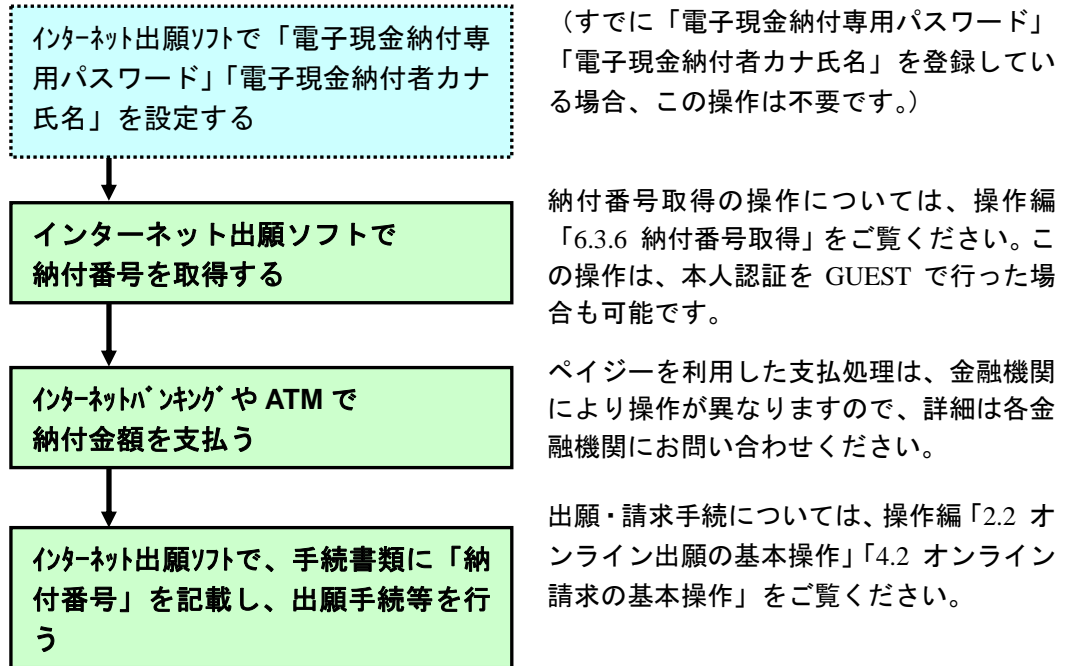 ｲﾝﾀｰﾈｯﾄ出願ｿﾌﾄで「電子現金納付専
用パスワード」「電子現金納付者カナ
氏名」を設定する
（すでに「電子現金納付専用パスワード」
「電子現金納付者カナ氏名」を登録してい
る場合、この操作は不要です。）
インターネット出願ソフトで
納付番号を取得する
納付番号取得の操作については、操作編
「6.3.6 納付番号取得」をご覧ください。こ
の操作は、本人認証を GUEST で行った場
合も可能です。
ｲﾝﾀｰﾈｯﾄﾊﾞﾝｷﾝｸﾞや ATM で
納付金額を支払う
ペイジーを利用した支払処理は、金融機関
により操作が異なりますので、詳細は各金
融機関にお問い合わせください。
ｲﾝﾀｰﾈｯﾄ出願ｿﾌﾄで、手続書類に「納
付番号」を記載し、出願手続等を行
う
出願・請求手続については、操作編「2.2 オ
ンライン出願の基本操作」「4.2 オンライン
請求の基本操作」をご覧ください。